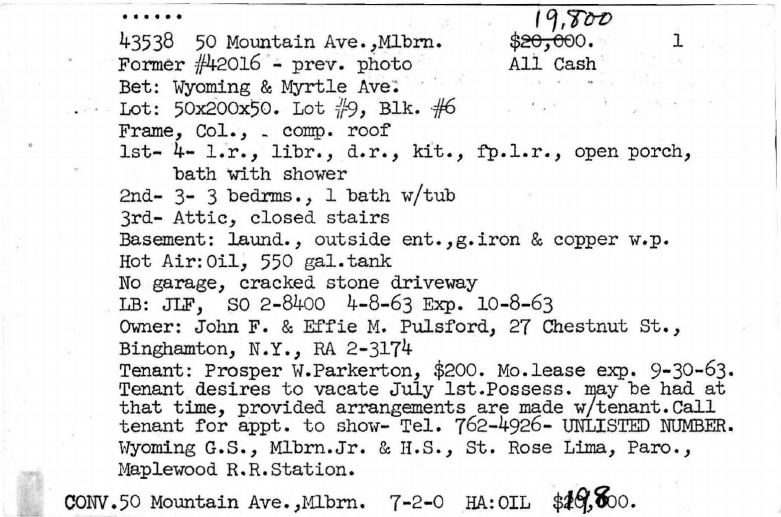 ......
19,800
43538 50 Mountain Ave.,Mlbrn. $20,000. 1
Former #42016 - prev. photo All Cash
Bet: Wyoming & Myrtle Ave.
Lot: 50x200x50. Lot #9, Blk. #6
Frame, Col., - comp. roof
1st- 4- l.r., libr., d.r., kit., fp.l.r., open porch,
bath with shower
2nd- 3- 3 bedrms., 1 bath w/tub
3rd- Attic, closed stairs
Basement: laund., outside ent.,g.iron & copper w.p.
Hot Air:Oil, 550 gal.tank
No garage, cracked stone driveway
LB: JLF, SO 2-8400 4-8-63 Exp. 10-8-63
Owner: John F. & Effie M. Pulsford, 27 Chestnut St.,
Binghamton, N.Y., RA 2-3174
Tenant: Prosper W.Parkerton, $200. Mo.lease exp. 9-30-63.
Tenant desires to vacate July 1st.Possess. may be had at
that time, provided arrangements are made w/tenant.Call
tenant for appt. to show- Tel. 762-4926- UNLISTED NUMBER.
Wyoming G.S., Mlbrn.Jr. & H.S., St. Rose Lima, Paro.,
Maplewood R.R.Station.
CONV.50 Mountain Ave.,Mlbrn. 7-2-0 HA:OIL $19,800.